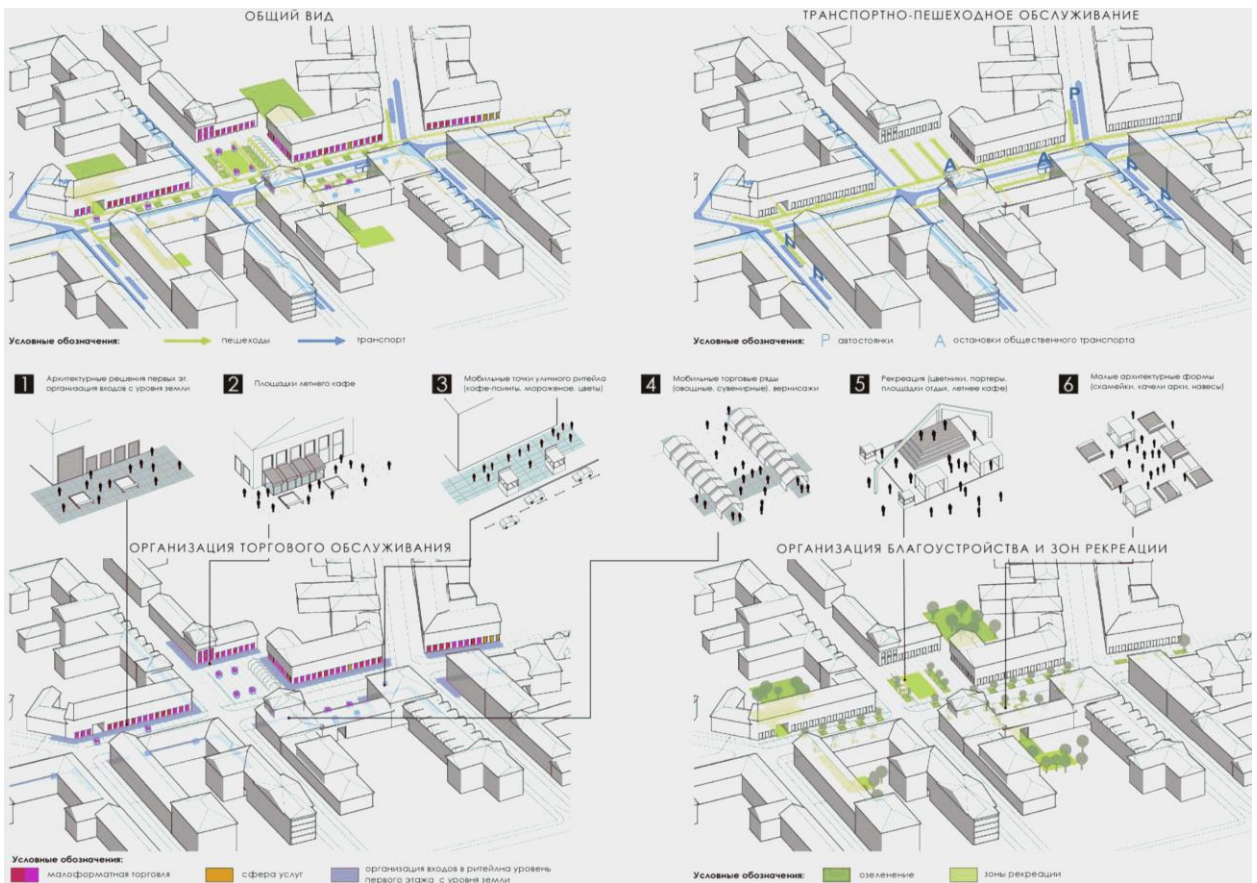 ОБЩИЙ ВИД
ТРАНСПОРТНО-ПЕШЕХОДНОЕ ОБСЛУЖИВАНИЕ
Р
А
А
Условные обозначения:
пешеходы
транспорт
Условные обозначения:
Р автостоянки
А остановки общественного транспорта
1 Архитектурные решения первых эт.
организация входов с уровня земли
2 Площадки летнего кафе
3 Мобильные точки уличного ритейла
(кофе-поинты, мороженое, цветы)
4 Мобильные торговые ряды
(овощные, сувенирные), вернисажи
5 Рекреация (цветники, партеры,
площадки отдых, летнее кафе)
6 Малые архитектурные формы
(скамейки, качели арки, навесы)
ОРГАНИЗАЦИЯ ТОРГОВОГО ОБСЛУЖИВАНИЯ
ОРГАНИЗАЦИЯ БЛАГОУСТРОЙСТВА И ЗОН РЕКРЕАЦИИ
Условные обозначения:
малоформатная торговля
сфера услуг
организация входов в ритейлна уровень
первого этажа с уровня земли
Условные обозначения:
озеленение
зоны рекреации